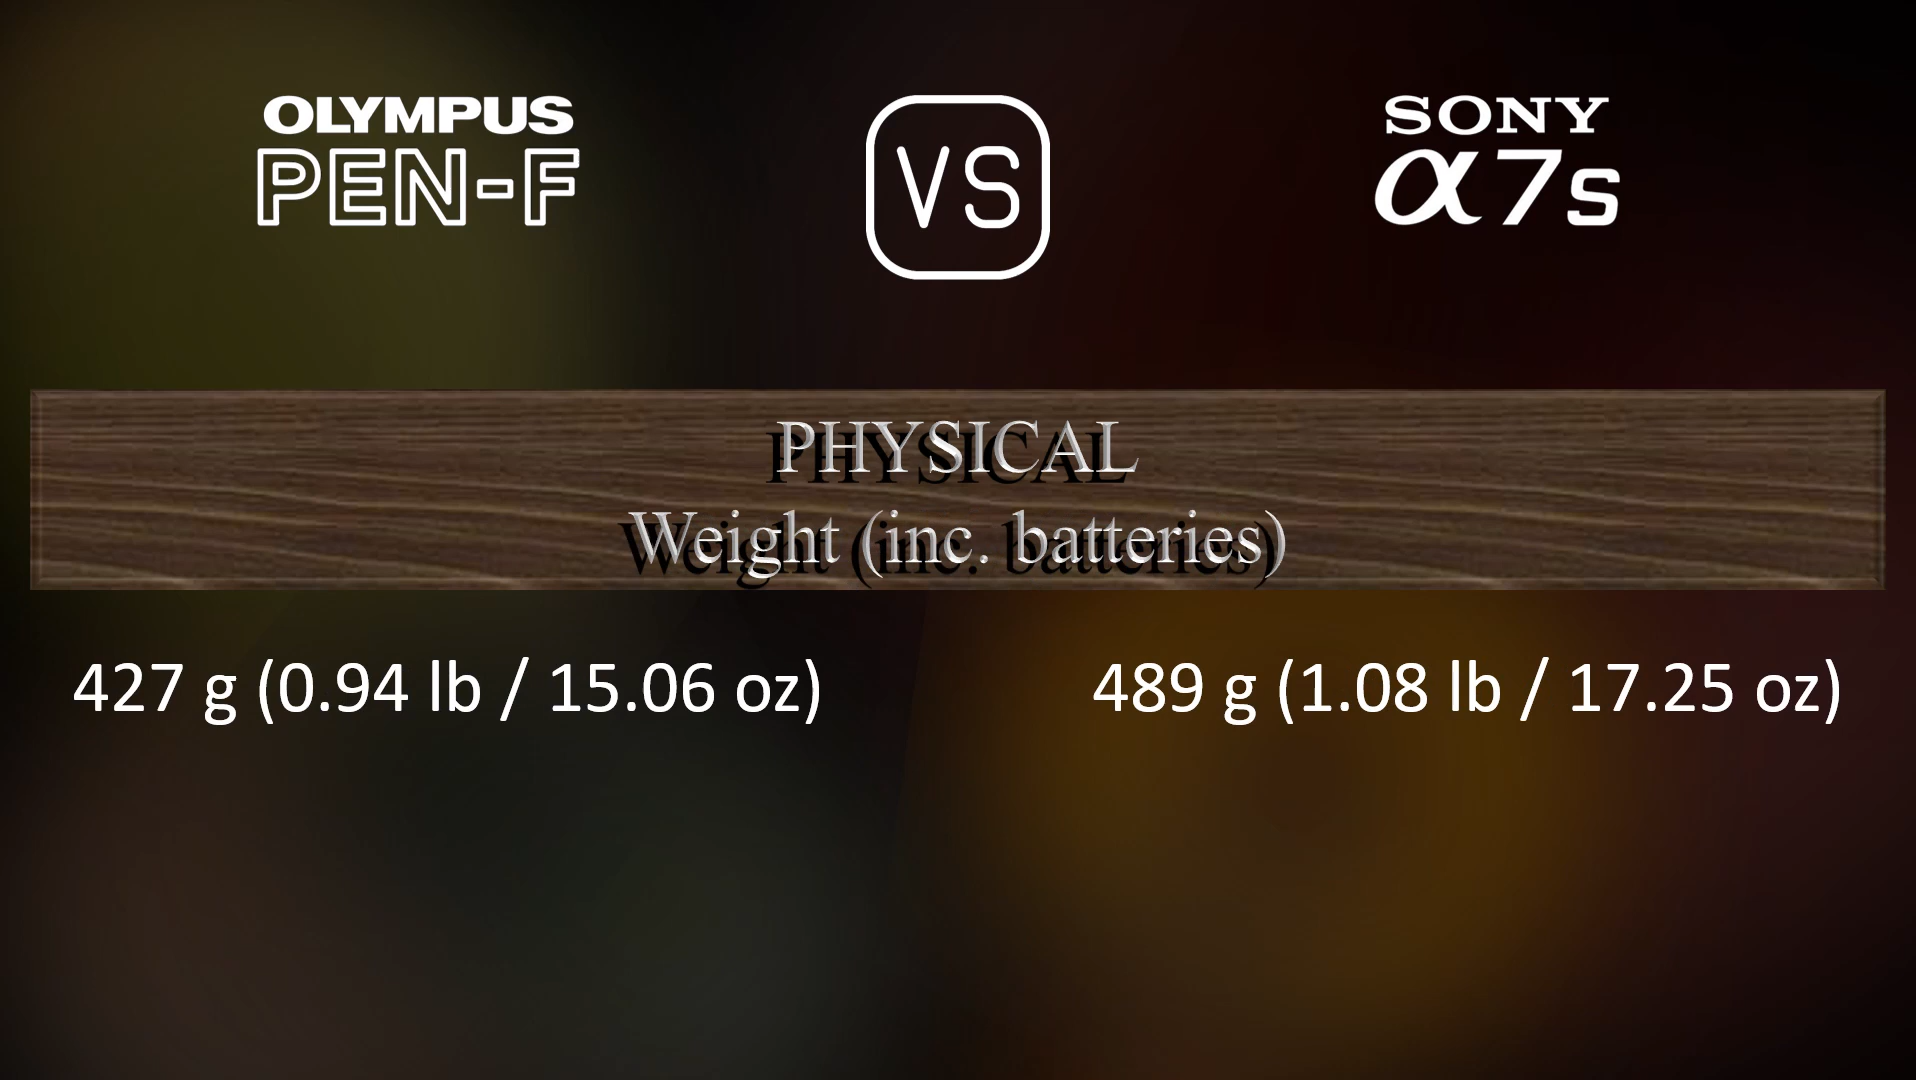 OLYMPUS
PEN-F
VS
SONY
α7s
PHYSICAL
Weight (inc. batteries)
427 g (0.94 lb / 15.06 oz)
489 g (1.08 lb / 17.25 oz)